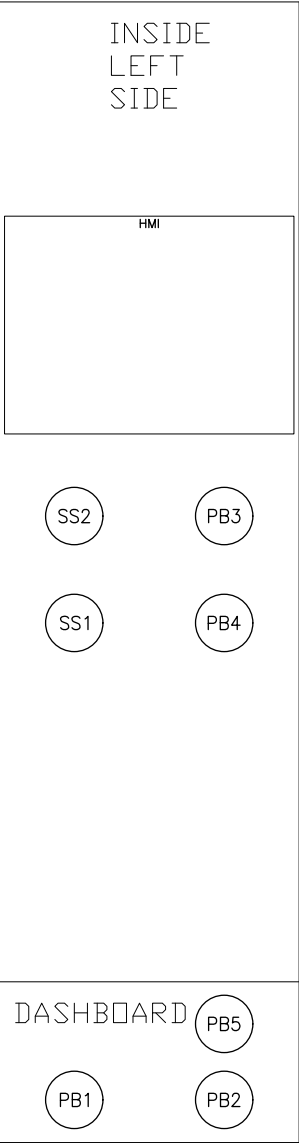 INSIDE
LEFT
SIDE
HMI
SS2 PB3
SS1 PB4
DASHBOARD PB5
PB1 PB2